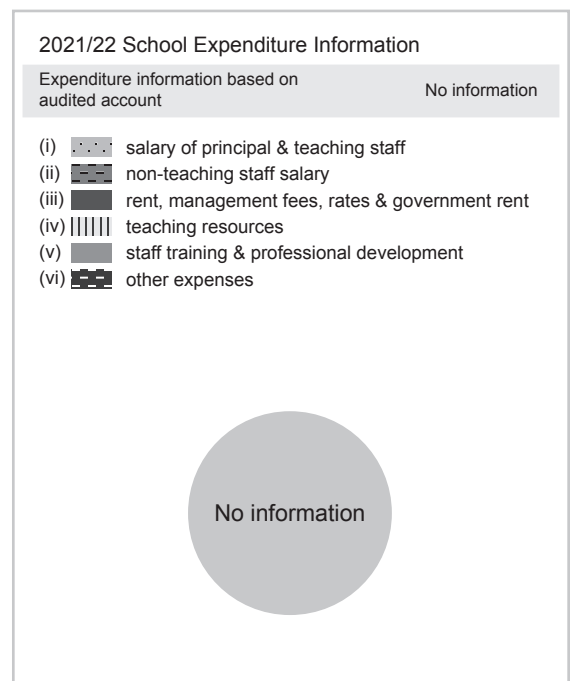 2021/22 School Expenditure Information
Expenditure information based on
audited account
No information
(i) salary of principal & teaching staff
(ii) non-teaching staff salary
(iii) rent, management fees, rates & government rent
(iv) teaching resources
(v) staff training & professional development
(vi) other expenses
No information